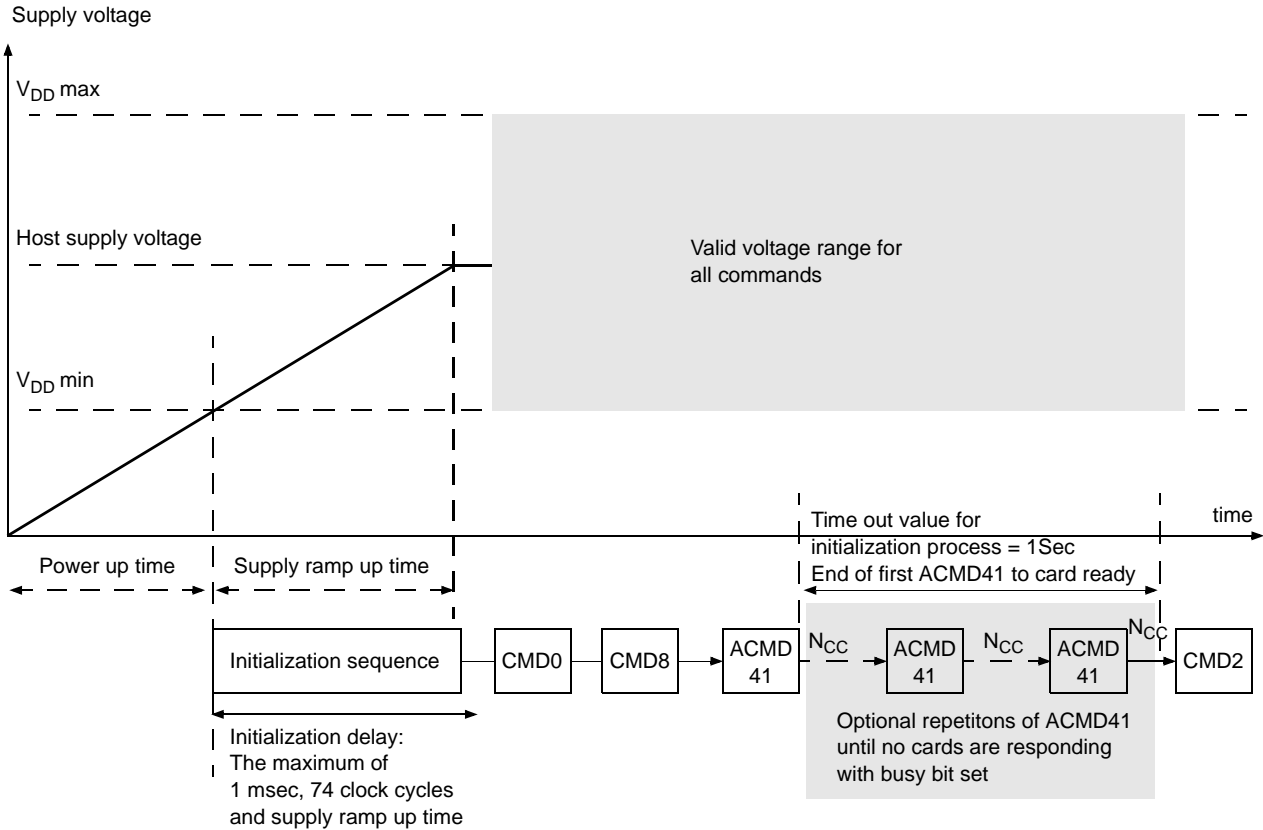 Supply voltage
V_DD max
Host supply voltage
Valid voltage range for
all commands
V_DD min
time
Time out value for
initialization process = 1Sec
End of first ACMD41 to card ready
Power up time
Supply ramp up time
Initialization sequence
CMD0
CMD8
ACMD
41
N_CC
ACMD
41
N_CC
ACMD
41
N_CC
CMD2
Optional repetitons of ACMD41
until no cards are responding
with busy bit set
Initialization delay:
The maximum of
1 msec, 74 clock cycles
and supply ramp up time